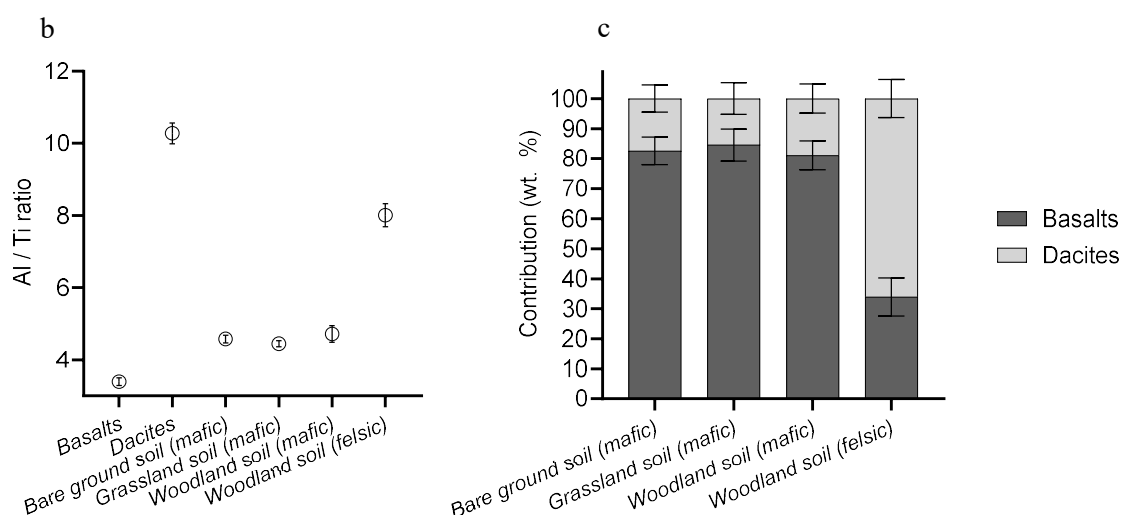 b
12
10
8
6
4
Al / Ti ratio
Basalts
Dacites
Bare ground soil (mafic)
Grassland soil (mafic)
Woodland soil (mafic)
Woodland soil (felsic)
c
100
90
80
70
60
50
40
30
20
10
0
Contribution (wt. %)
Bare ground soil (mafic)
Grassland soil (mafic)
Woodland soil (mafic)
Woodland soil (felsic)
Basalts
Dacites